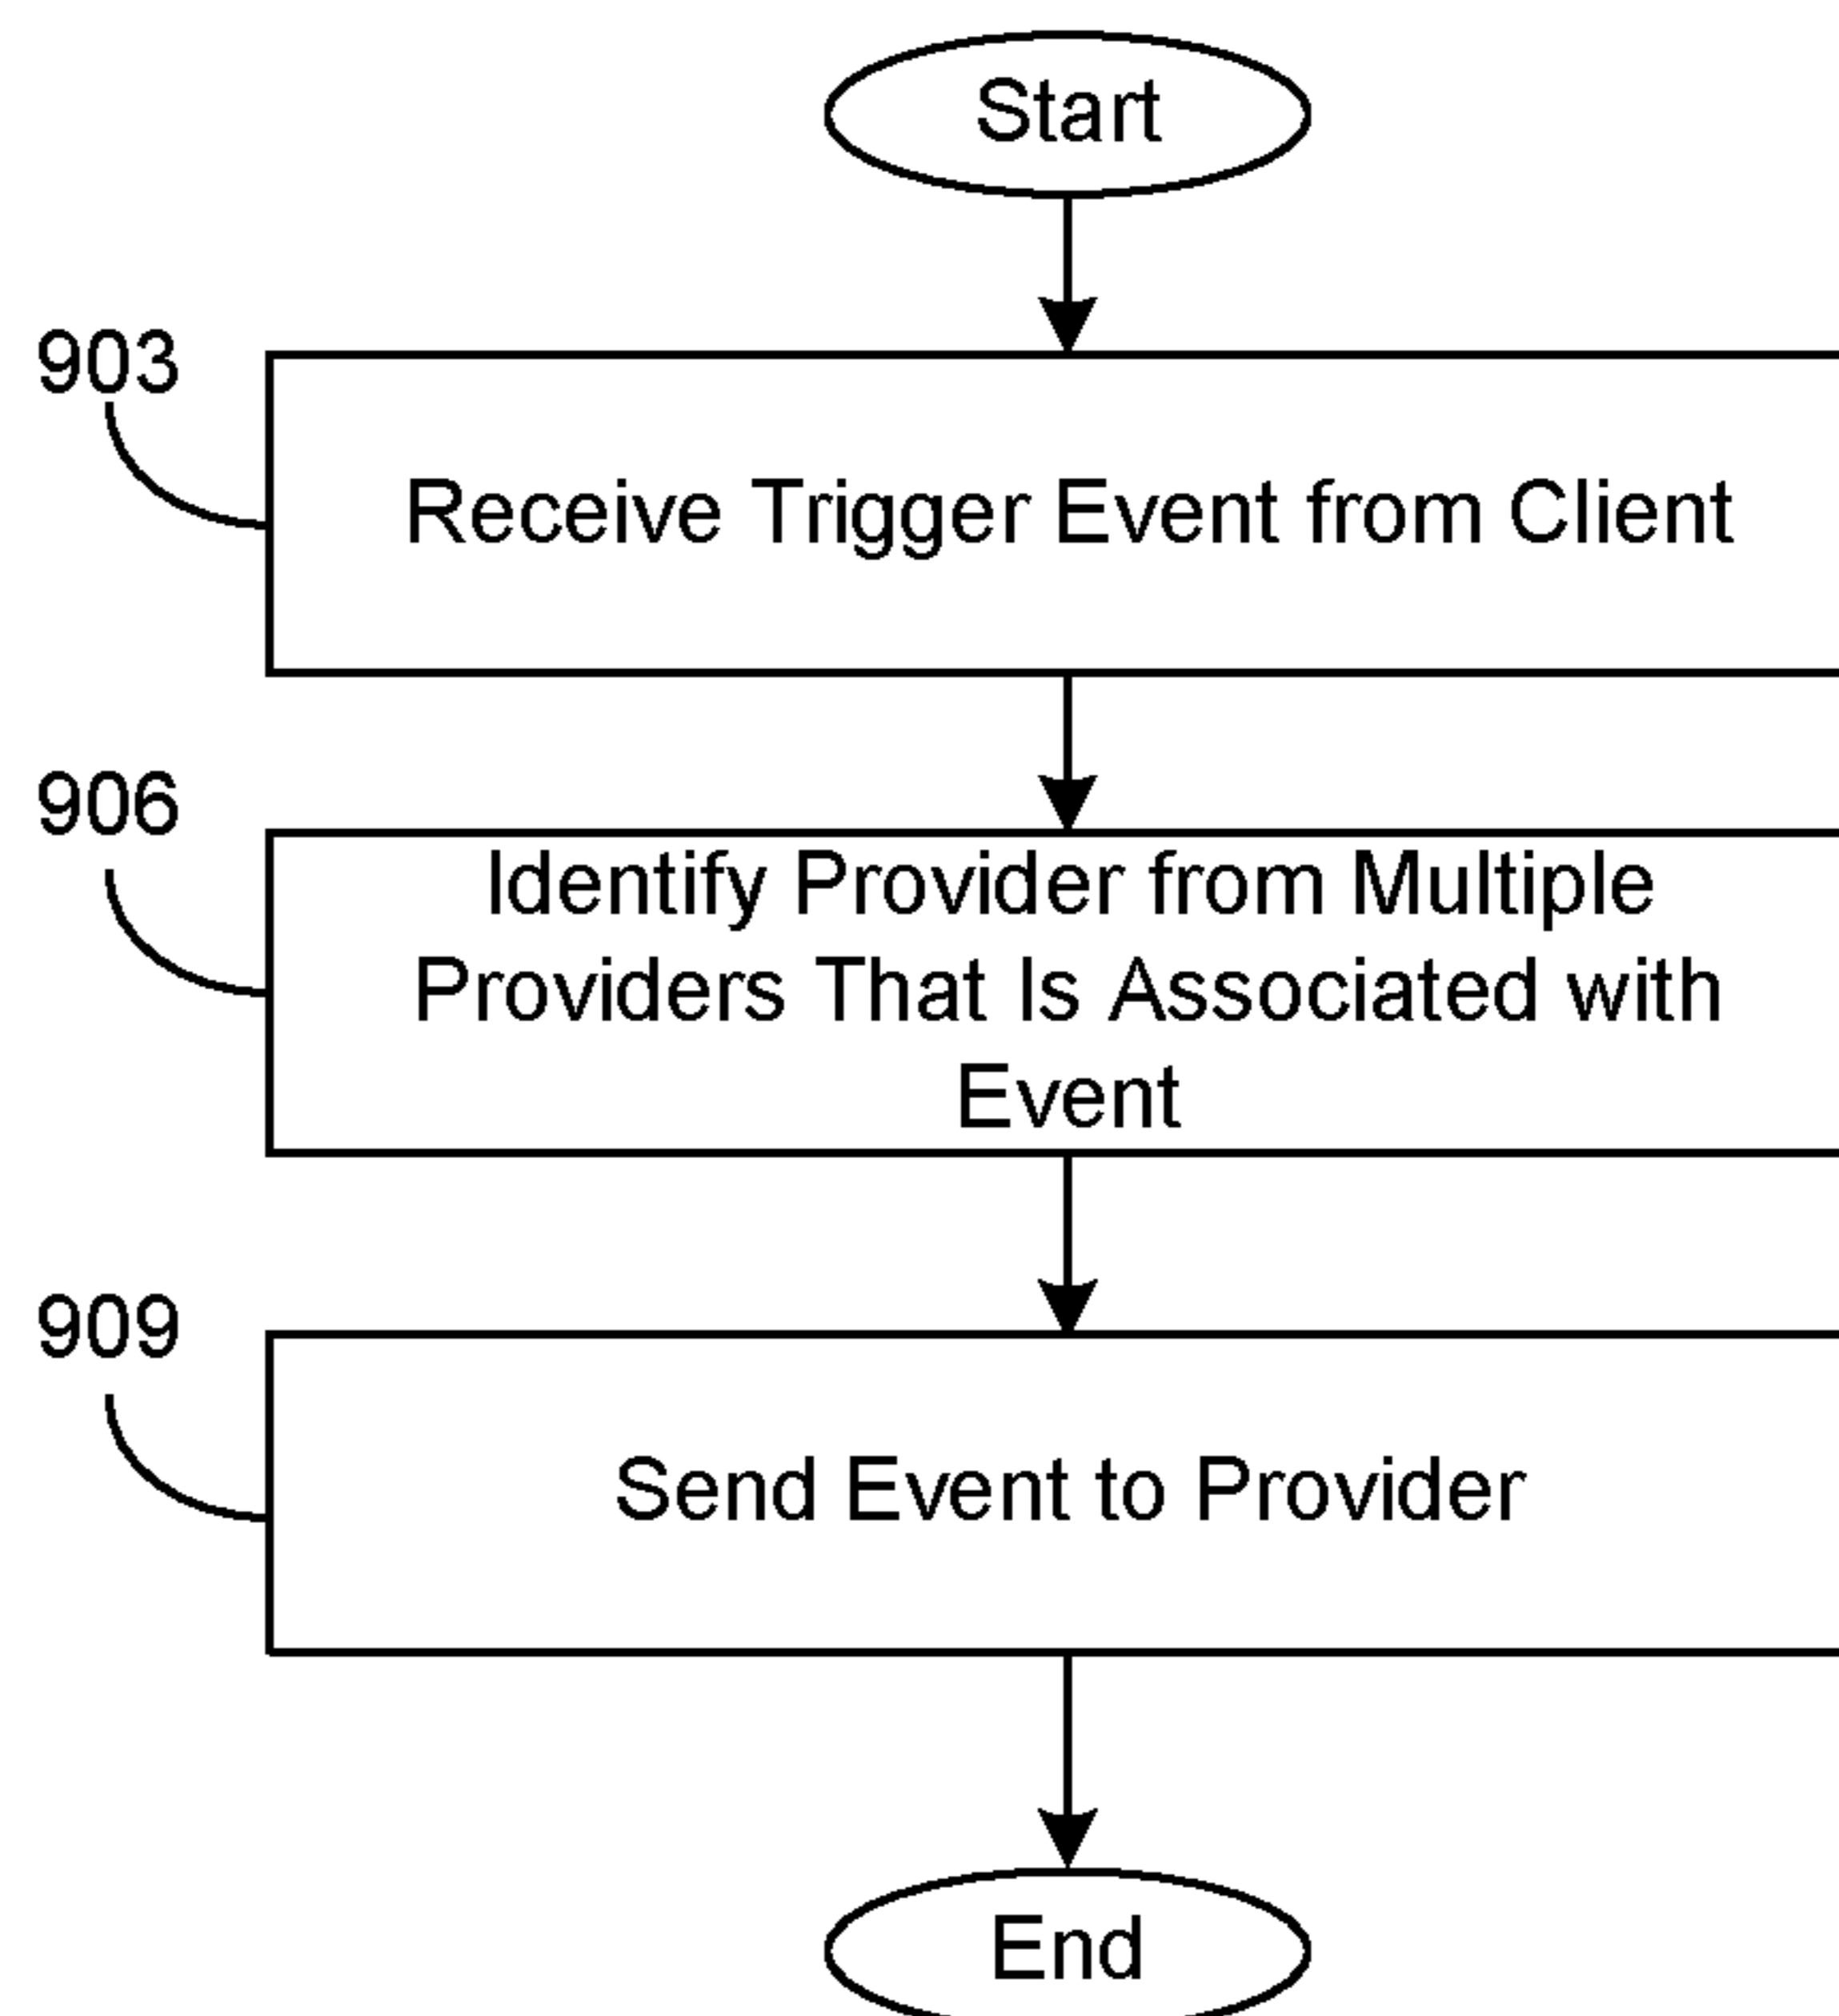 Start
903
Receive Trigger Event from Client
906
Identify Provider from Multiple
Providers That Is Associated with
Event
909
Send Event to Provider
End